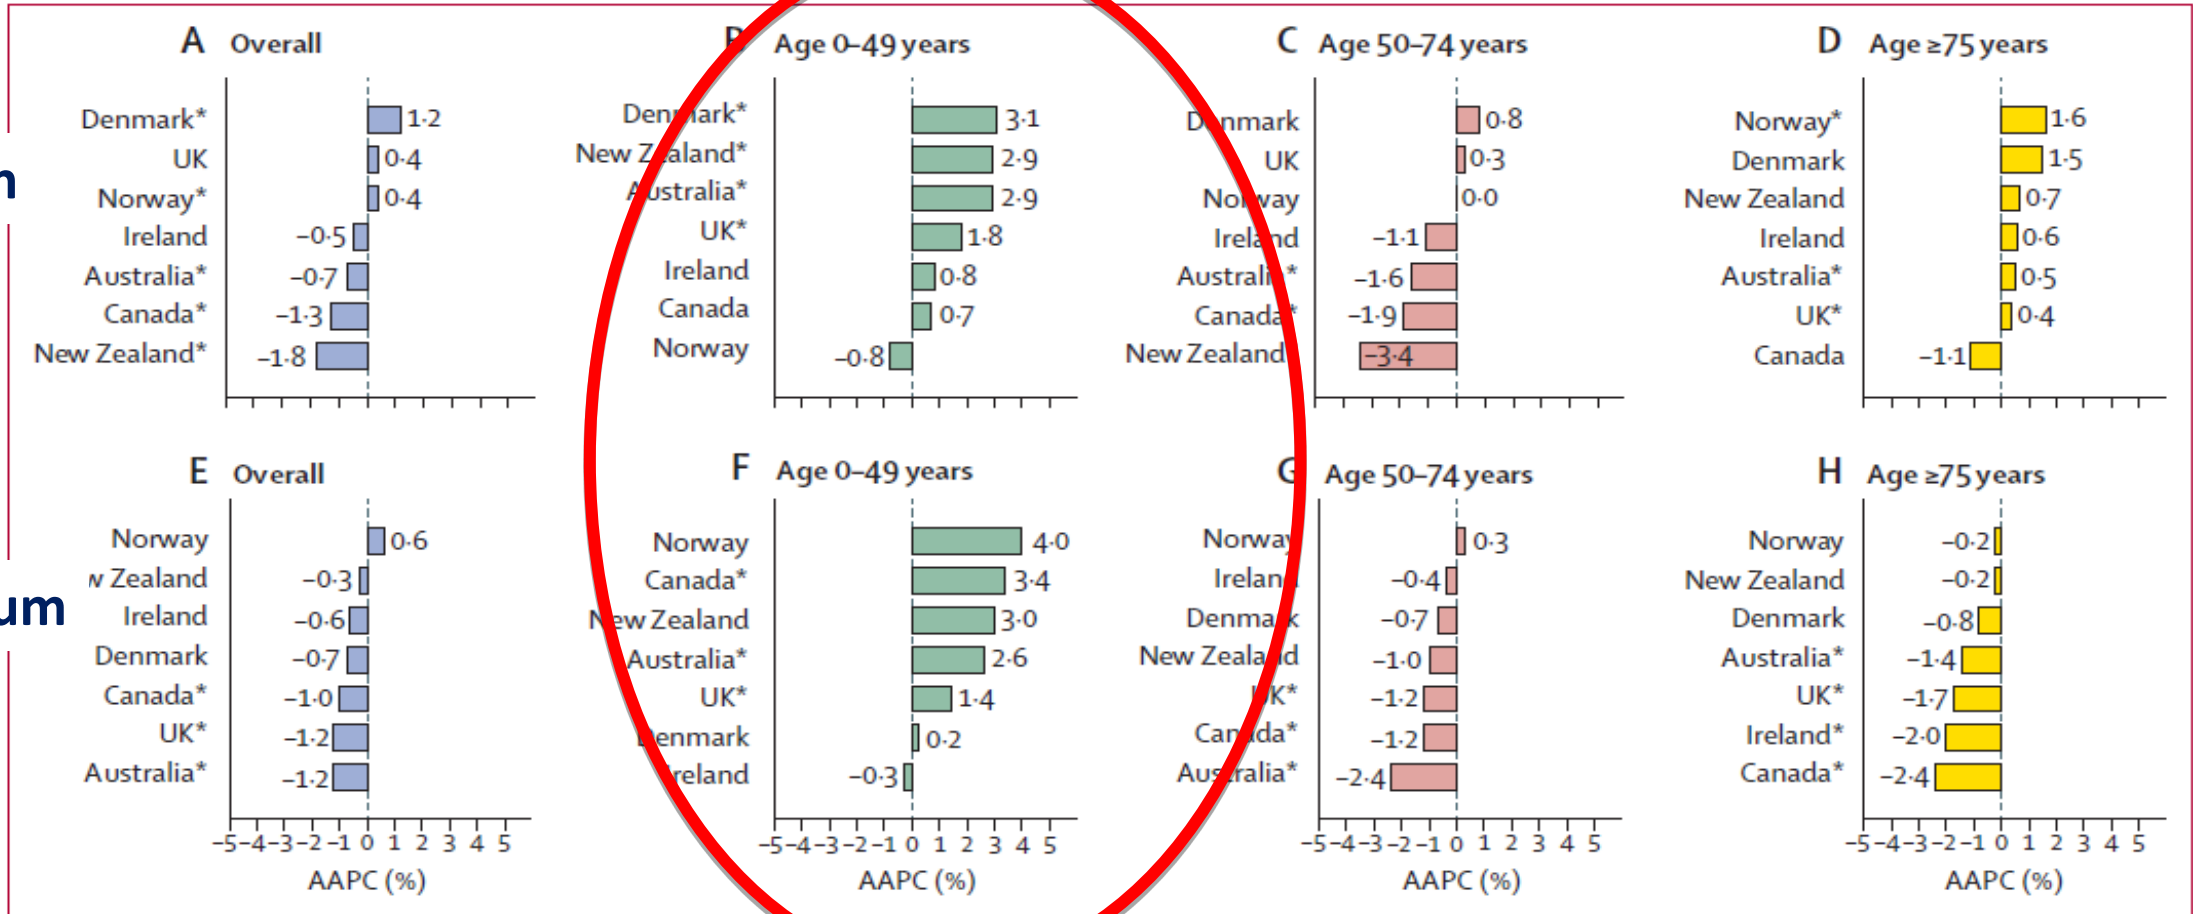 A Overall
Denmark* 1·2
UK 0·4
Norway* 0·4
Ireland −0·5
Australia* −0·7
Canada* −1·3
New Zealand* −1·8
B Age 0–49 years
Denmark* 3·1
New Zealand* 2·9
Australia* 2·9
UK* 1·8
Ireland 0·8
Canada 0·7
Norway −0·8
C Age 50–74 years
Denmark 0·8
UK 0·3
Norway 0·0
Ireland −1·1
Australia* −1·6
Canada* −1·9
New Zealand −3·4
D Age ≥75 years
Norway* 1·6
Denmark 1·5
New Zealand 0·7
Ireland 0·6
Australia* 0·5
UK* 0·4
Canada −1·1
n
um
E Overall
Norway 0·6
w Zealand −0·3
Ireland −0·6
Denmark −0·7
Canada* −1·0
UK* −1·2
Australia* −1·2
−5 −4 −3 −2 −1 0 1 2 3 4 5
AAPC (%)
F Age 0–49 years
Norway 4·0
Canada* 3·4
New Zealand 3·0
Australia* 2·6
UK* 1·4
Denmark 0·2
Ireland −0·3
−5 −4 −3 −2 −1 0 1 2 3 4 5
AAPC (%)
G Age 50–74 years
Norway 0·3
Ireland −0·4
Denmark −0·7
New Zealand −1·0
UK* −1·2
Canada* −1·2
Australia* −2·4
−5 −4 −3 −2 −1 0 1 2 3 4 5
AAPC (%)
H Age ≥75 years
Norway −0·2
New Zealand −0·2
Denmark −0·8
Australia* −1·4
UK* −1·7
Ireland* −2·0
Canada* −2·4
−5 −4 −3 −2 −1 0 1 2 3 4 5
AAPC (%)